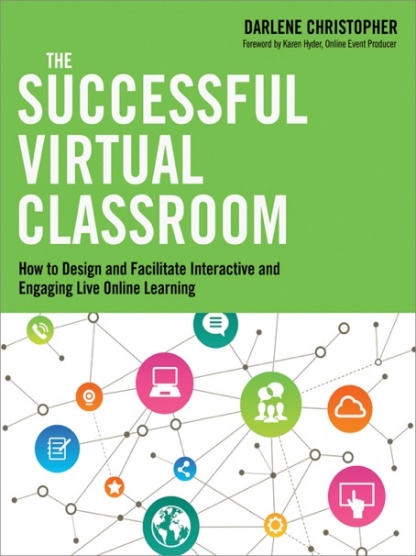 DARLENE CHRISTOPHER
Foreword by Karen Hyder, Online Event Producer
THE
SUCCESSFUL
VIRTUAL
CLASSROOM
How to Design and Facilitate Interactive and
Engaging Live Online Learning